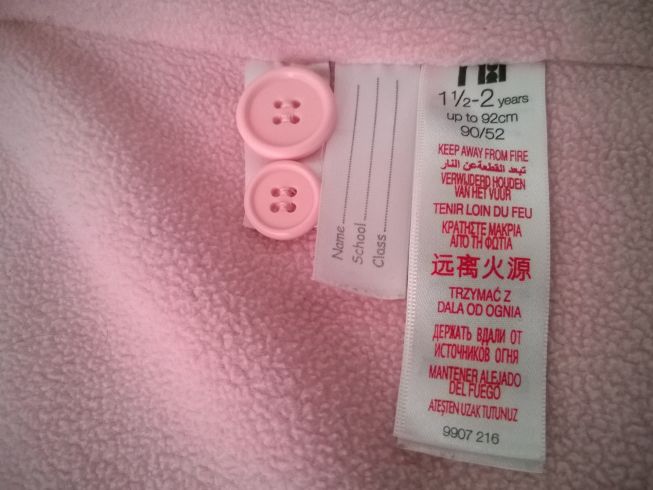 Name
School
Class
1½-2 years
up to 92cm
90/52
KEEP AWAY FROM FIRE
تبعد القطعة عن النار
VERWIJDERD HOUDEN
VAN HET VUUR
TENIR LOIN DU FEU
ΚΡΑΤΗΣΤΕ ΜΑΚΡΙΑ
ΑΠΟ ΤΗ ΦΩΤΙΑ
远离火源
TRZYMAĆ Z
DALA OD OGNIA
ДЕРЖАТЬ ВДАЛИ ОТ
ИСТОЧНИКОВ ОГНЯ
MANTENER ALEJADO
DEL FUEGO
ATEŞTEN UZAK TUTUNUZ
9907 216